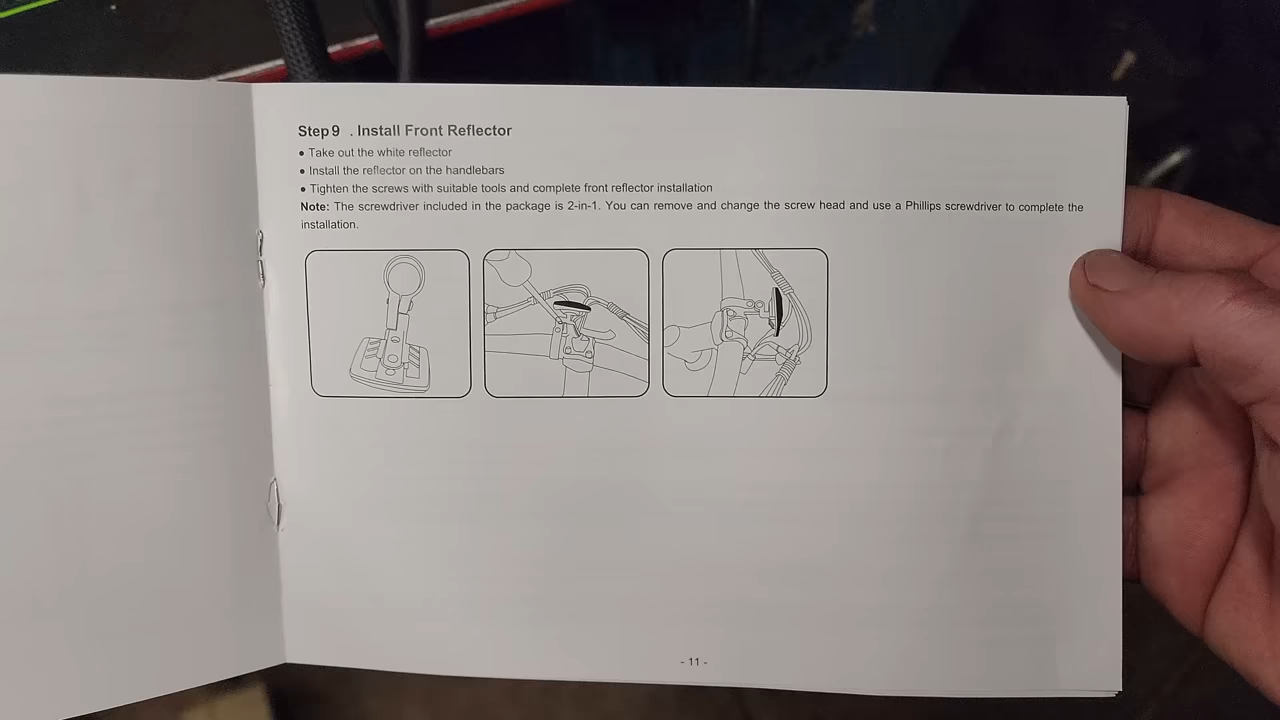 Step 9 . Install Front Reflector
• Take out the white reflector
• Install the reflector on the handlebars
• Tighten the screws with suitable tools and complete front reflector installation
Note: The screwdriver included in the package is 2-in-1. You can remove and change the screw head and use a Phillips screwdriver to complete the
installation.
- 11 -